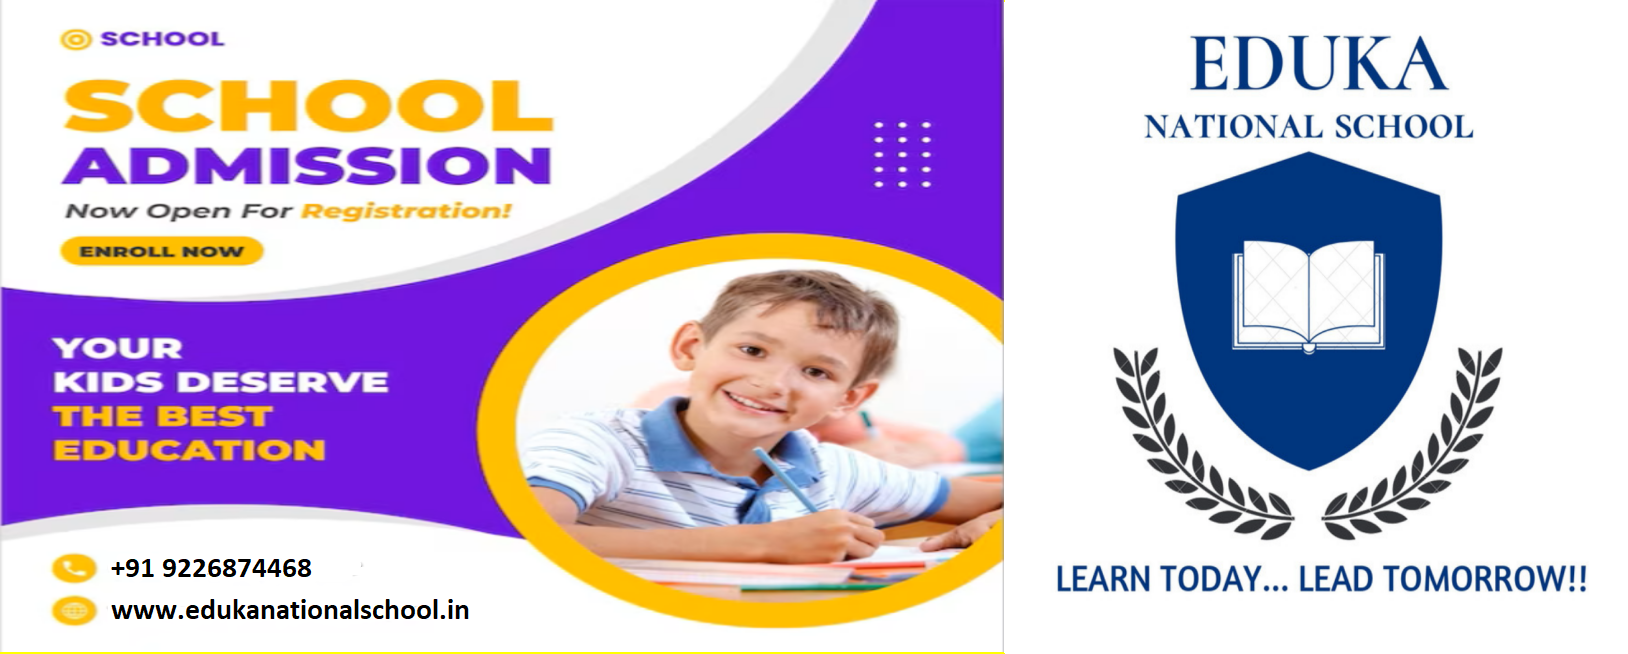 SCHOOL
SCHOOL
ADMISSION
Now Open For Registration!
ENROLL NOW
YOUR
KIDS DESERVE
THE BEST
EDUCATION
+91 9226874468
www.edukanationalschool.in
EDUKA
NATIONAL SCHOOL
LEARN TODAY... LEAD TOMORROW!!